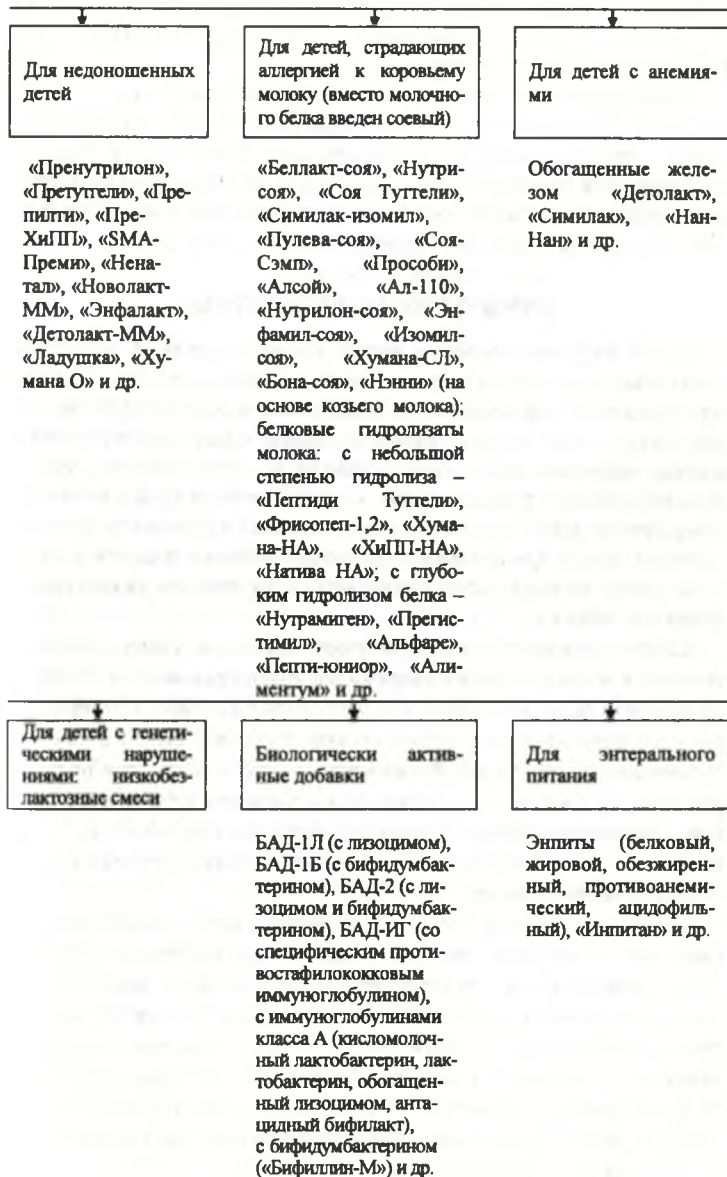 Для недоношенных
детей
«Пренутрилон»,
«Претуттели», «Пре-
пилти», «Пре-
ХиПП», «SMA-
Преми», «Нена-
тал», «Новолакт-
ММ», «Энфалакт»,
«Детолакт-ММ»,
«Ладушка», «Ху-
мана О» и др.
Для детей, страдающих
аллергией к коровьему
молоку (вместо молочно-
го белка введен соевый)
«Беллакт-соя», «Нутри-
соя», «Соя Туттели»,
«Симилак-изомил»,
«Пулева-соя», «Соя-
Сэмп», «Прособи»,
«Алсой», «Ал-110»,
«Нутрилон-соя», «Эн-
фамил-соя», «Изомил-
соя», «Хумана-СЛ»,
«Бона-соя», «Нэнни» (на
основе козьего молока);
белковые гидролизаты
молока: с небольшой
степенью гидролиза –
«Пептиди Туттели»,
«Фрисопеп-1,2», «Хума-
на-НА», «ХиПП-НА»,
«Натива НА»; с глубо-
ким гидролизом белка –
«Нутрамиген», «Прегис-
тимил», «Альфаре»,
«Пепти-юниор», «Али-
ментум» и др.
Для детей с анемия-
ми
Обогащенные желе-
зом «Детолакт»,
«Симилак», «Нан-
Нан» и др.
Для детей с генети-
ческими наруше-
ниями: низкобез-
лактозные смеси
Биологически актив-
ные добавки
БАД-1Л (с лизоцимом),
БАД-1Б (с бифидумбак-
терином), БАД-2 (с ли-
зоцимом и бифидумбак-
терином), БАД-ИГ (со
специфическим проти-
востафилококковым
иммуноглобулином),
с иммуноглобулинами
класса А (кисломолоч-
ный лактобактерин, лак-
тобактерин, обогащен-
ный лизоцимом, анта-
цидный бифилакт),
с бифидумбактерином
(«Бифиллин-М») и др.
Для энтерального
питания
Энпиты (белковый,
жировой, обезжирен-
ный, противоанеми-
ческий, ацидофиль-
ный), «Инпитан» и др.